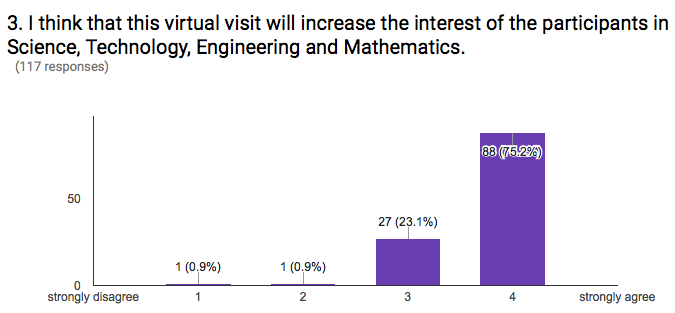 3. I think that this virtual visit will increase the interest of the participants in
Science, Technology, Engineering and Mathematics.
(117 responses)
88 (75.2%)
50
27 (23.1%)
1 (0.9%)
1 (0.9%)
0
strongly disagree
1
2
3
4
strongly agree